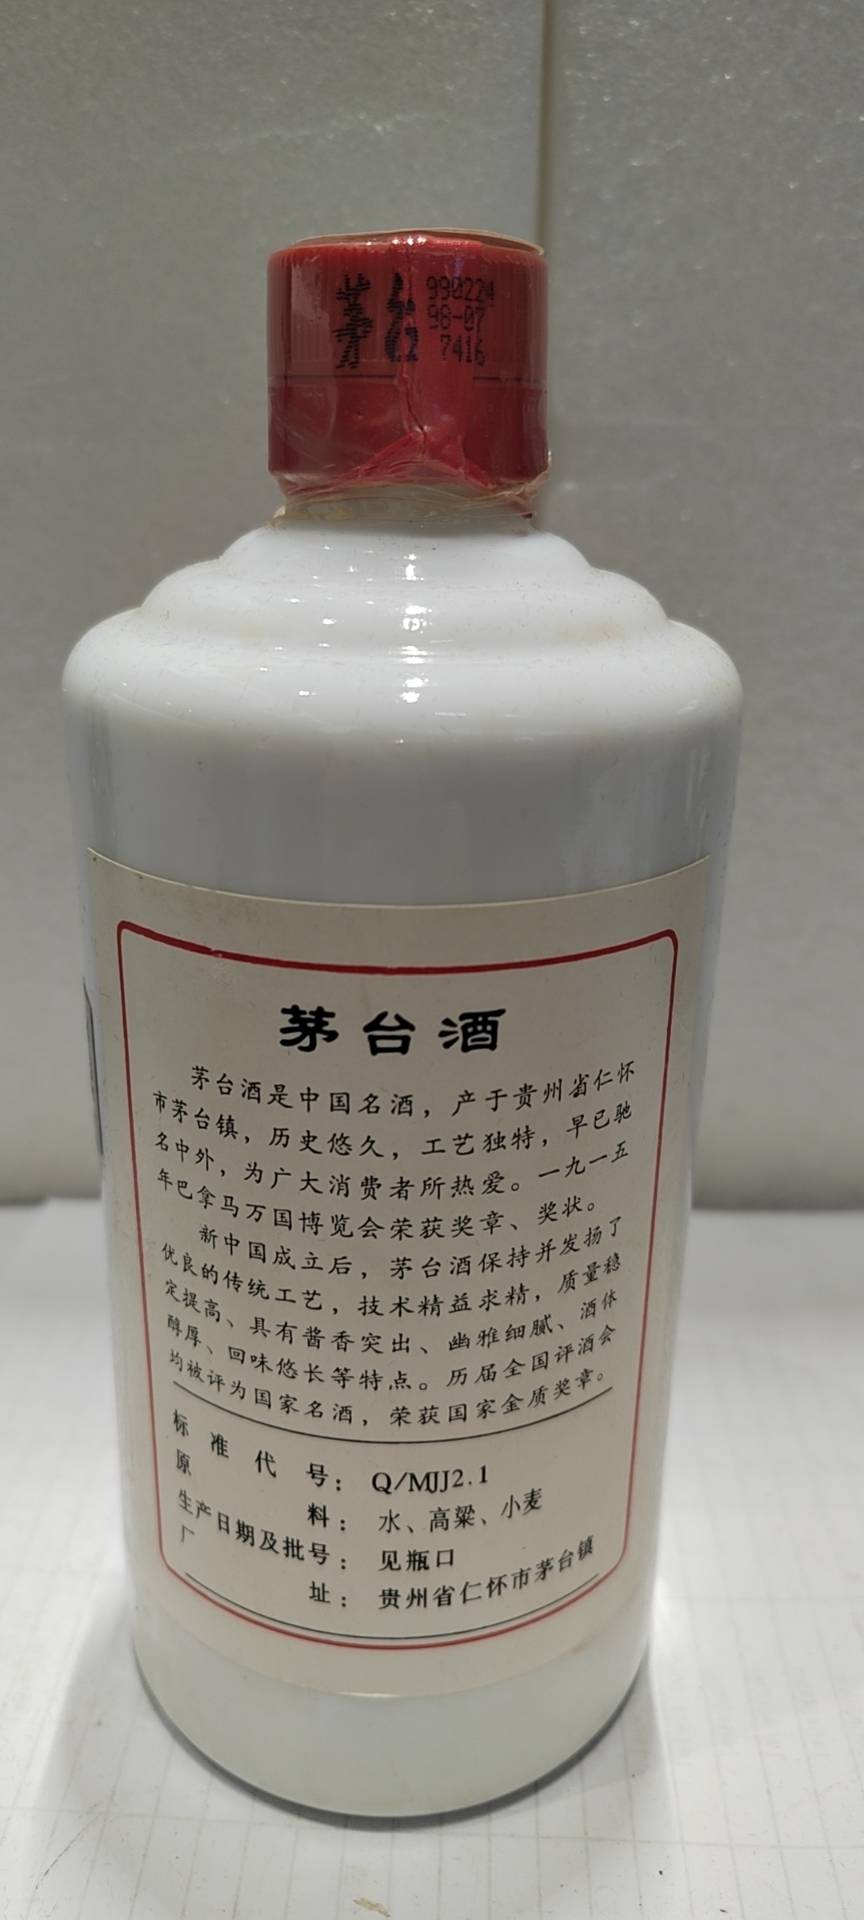 茅台
990224
98-07
7416
茅台酒
茅台酒是中国名酒，产于贵州省仁怀
市茅台镇，历史悠久，工艺独特，早已驰
名中外，为广大消费者所热爱。一九一五
年巴拿马万国博览会荣获奖章、奖状。
新中国成立后，茅台酒保持并发扬了
优良的传统工艺，技术精益求精，质量稳
定提高、具有酱香突出、幽雅细腻、酒体
醇厚、回味悠长等特点。历届全国评酒会
均被评为国家名酒，荣获国家金质奖章。
标准代号：Q/MJJ2.1
原料：水、高粱、小麦
生产日期及批号：见瓶口
厂址：贵州省仁怀市茅台镇